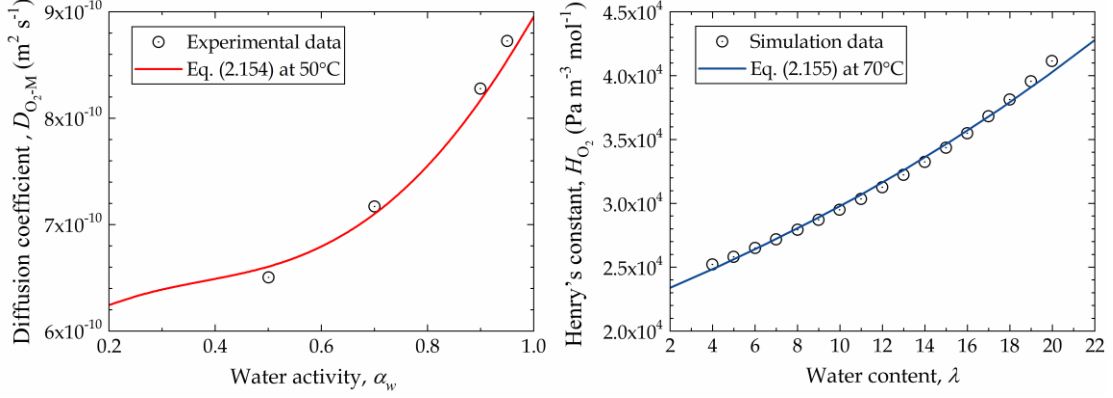 9x10⁻¹⁰
8x10⁻¹⁰
7x10⁻¹⁰
6x10⁻¹⁰
Diffusion coefficient , D_O₂-M (m² s⁻¹)
Experimental data
Eq. (2.154) at 50°C
0.2 0.4 0.6 0.8 1.0
Water activity, α_w
4.5x10⁴
4.0x10⁴
3.5x10⁴
3.0x10⁴
2.5x10⁴
2.0x10⁴
Henry's constant, H_O₂ (Pa m⁻³ mol⁻¹)
Simulation data
Eq. (2.155) at 70°C
2 4 6 8 10 12 14 16 18 20 22
Water content, λ